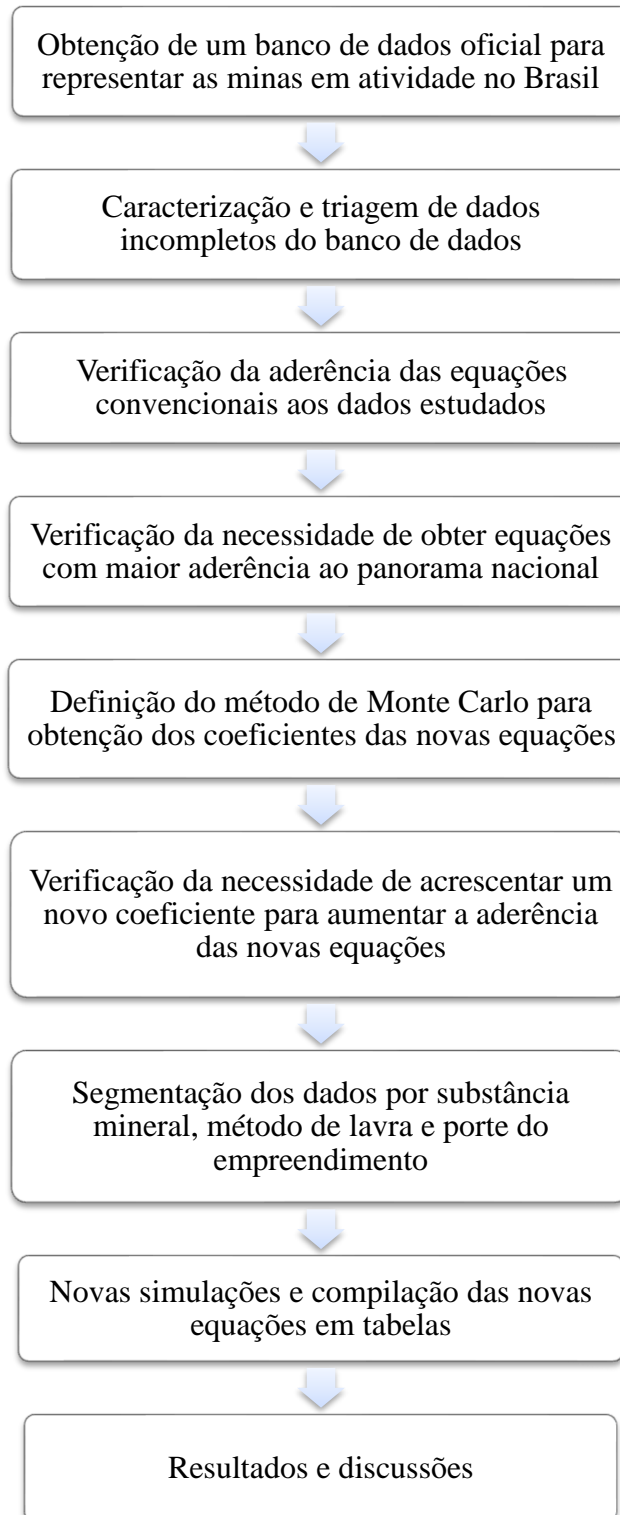 Obtenção de um banco de dados oficial para
representar as minas em atividade no Brasil
Caracterização e triagem de dados
incompletos do banco de dados
Verificação da aderência das equações
convencionais aos dados estudados
Verificação da necessidade de obter equações
com maior aderência ao panorama nacional
Definição do método de Monte Carlo para
obtenção dos coeficientes das novas equações
Verificação da necessidade de acrescentar um
novo coeficiente para aumentar a aderência
das novas equações
Segmentação dos dados por substância
mineral, método de lavra e porte do
empreendimento
Novas simulações e compilação das novas
equações em tabelas
Resultados e discussões